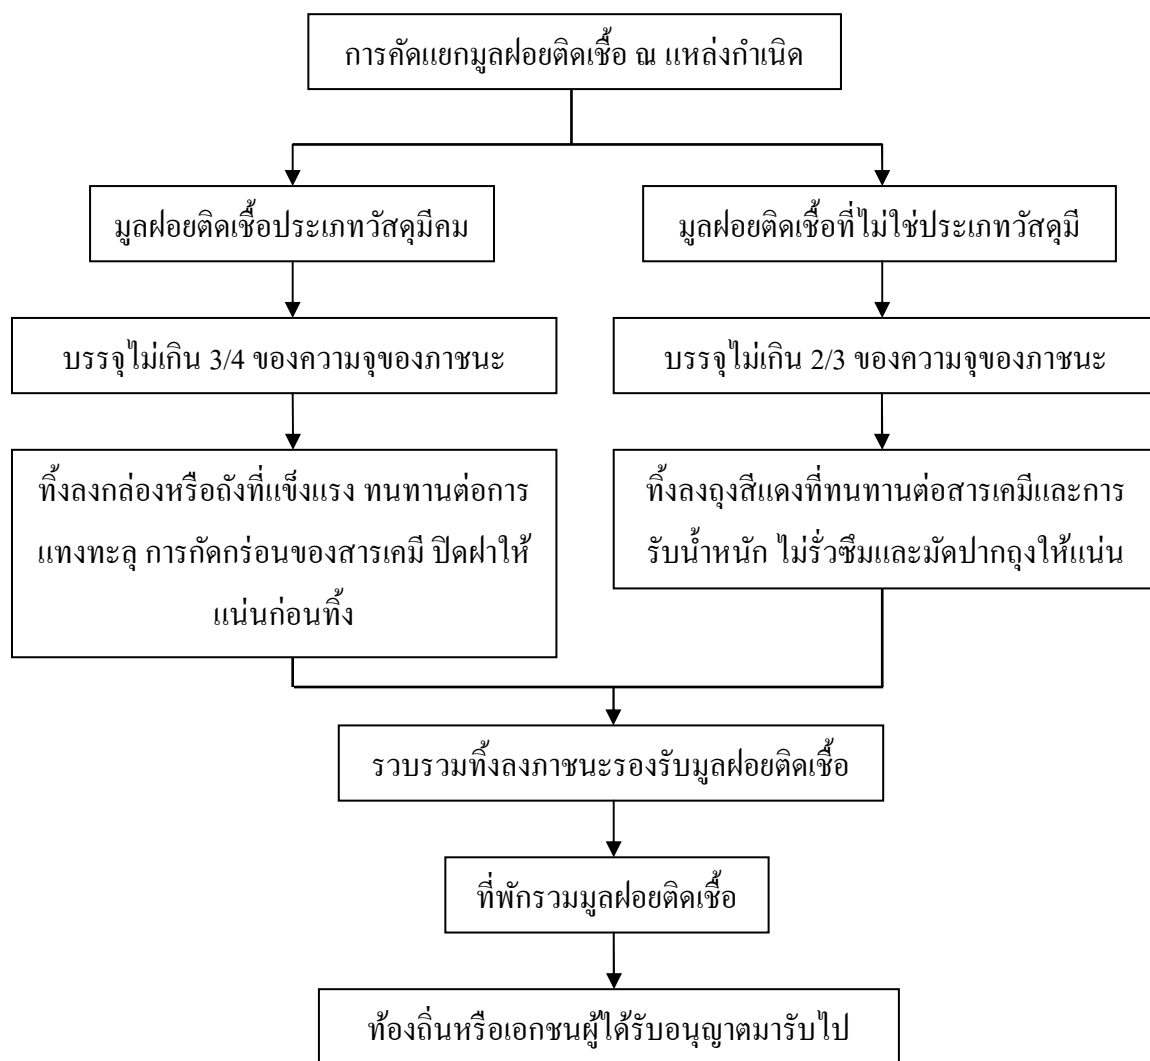 การคัดแยกมูลฝอยติดเชื้อ ณ แหล่งกำเนิด
มูลฝอยติดเชื้อประเภทวัสดุมีคม
มูลฝอยติดเชื้อที่ไม่ใช่ประเภทวัสดุมี
บรรจุไม่เกิน 3/4 ของความจุของภาชนะ
บรรจุไม่เกิน 2/3 ของความจุของภาชนะ
ทิ้งลงกล่องหรือถังที่แข็งแรง ทนทานต่อการ
แทงทะลุ การกัดกร่อนของสารเคมี ปิดฝาให้
แน่นก่อนทิ้ง
ทิ้งลงถุงสีแดงที่ทนทานต่อสารเคมีและการ
รับน้ำหนัก ไม่รั่วซึมและมัดปากถุงให้แน่น
รวบรวมทิ้งลงภาชนะรองรับมูลฝอยติดเชื้อ
ที่พักรวมมูลฝอยติดเชื้อ
ท้องถิ่นหรือเอกชนผู้ได้รับอนุญาตมารับไป